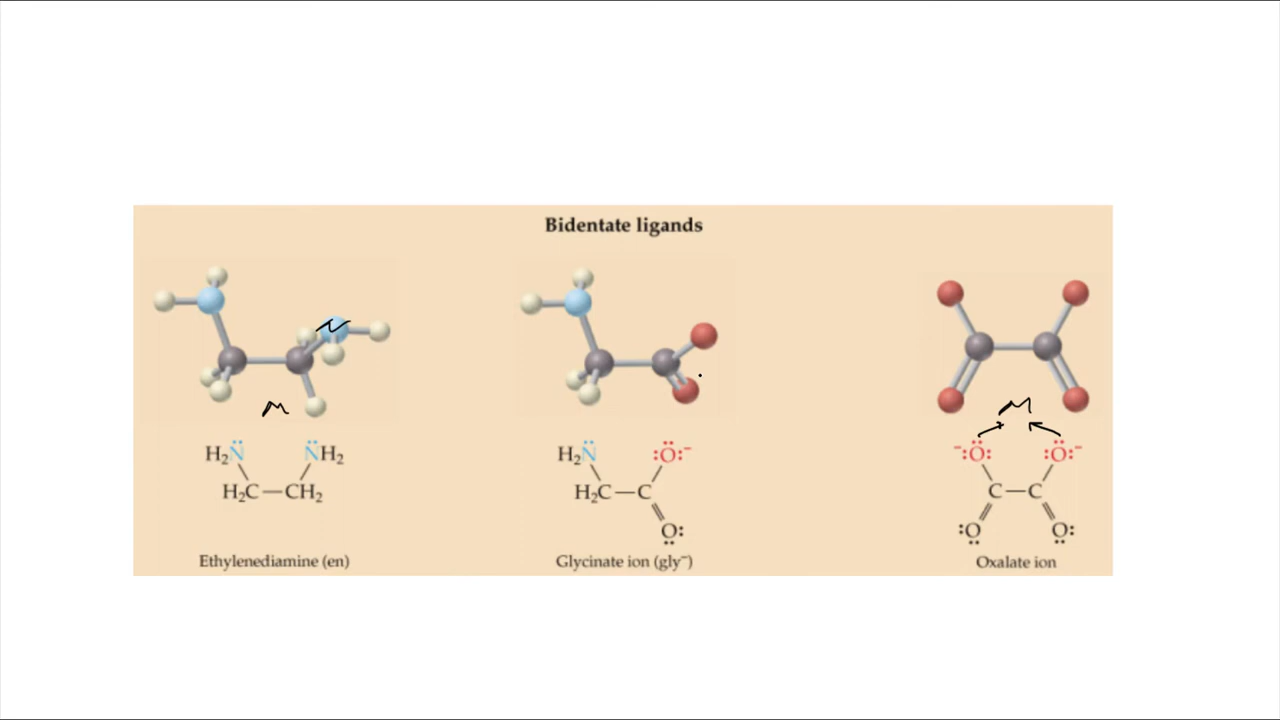 Bidentate ligands
M
M
H₂N̈ N̈H₂
H₂C—CH₂
Ethylenediamine (en)
H₂N̈ :Ö:⁻
H₂C—C
O:
Glycinate ion (gly⁻)
⁻:Ö: :Ö:⁻
C—C
:O O:
Oxalate ion